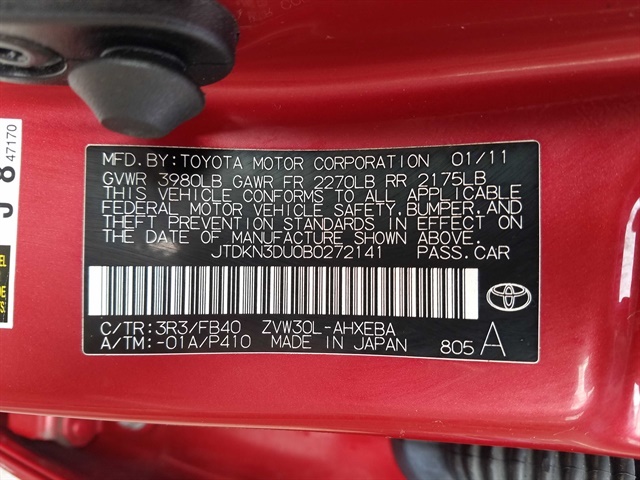 MFD.BY:TOYOTA MOTOR CORPORATION 01/11
GVWR 3980LB GAWR FR 2270LB RR 2175LB
THIS VEHICLE CONFORMS TO ALL APPLICABLE
FEDERAL MOTOR VEHICLE SAFETY,BUMPER,AND
THEFT PREVENTION STANDARDS IN EFFECT ON
THE DATE OF MANUFACTURE SHOWN ABOVE.
JTDKN3DU0B0272141 PASS.CAR
C/TR:3R3/FB40 ZVW30L-AHXEBA
A/TM:-01A/P410 MADE IN JAPAN 805 A
8 47170